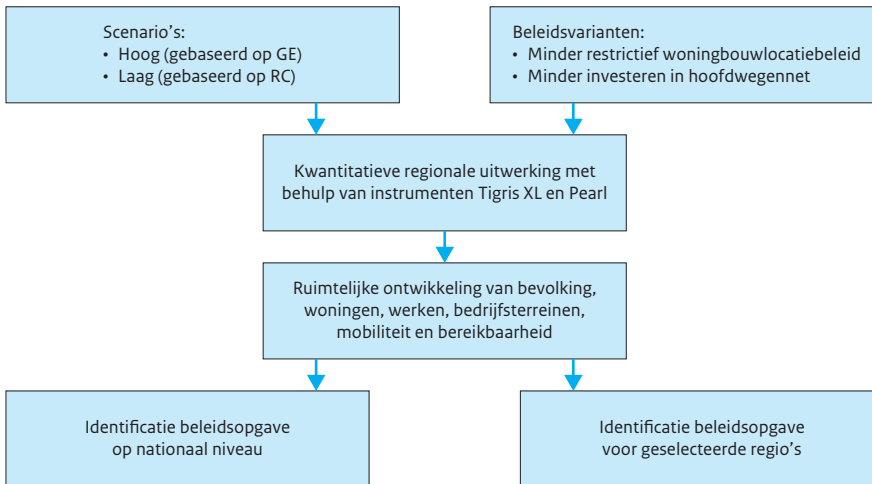 Scenario's:
• Hoog (gebaseerd op GE)
• Laag (gebaseerd op RC)
Beleidsvarianten:
• Minder restrictief woningbouwlocatiebeleid
• Minder investeren in hoofdwegennet
Kwantitatieve regionale uitwerking met
behulp van instrumenten Tigris XL en Pearl
Ruimtelijke ontwikkeling van bevolking,
woningen, werken, bedrijfsterreinen,
mobiliteit en bereikbaarheid
Identificatie beleidsopgave
op nationaal niveau
Identificatie beleidsopgave
voor geselecteerde regio's